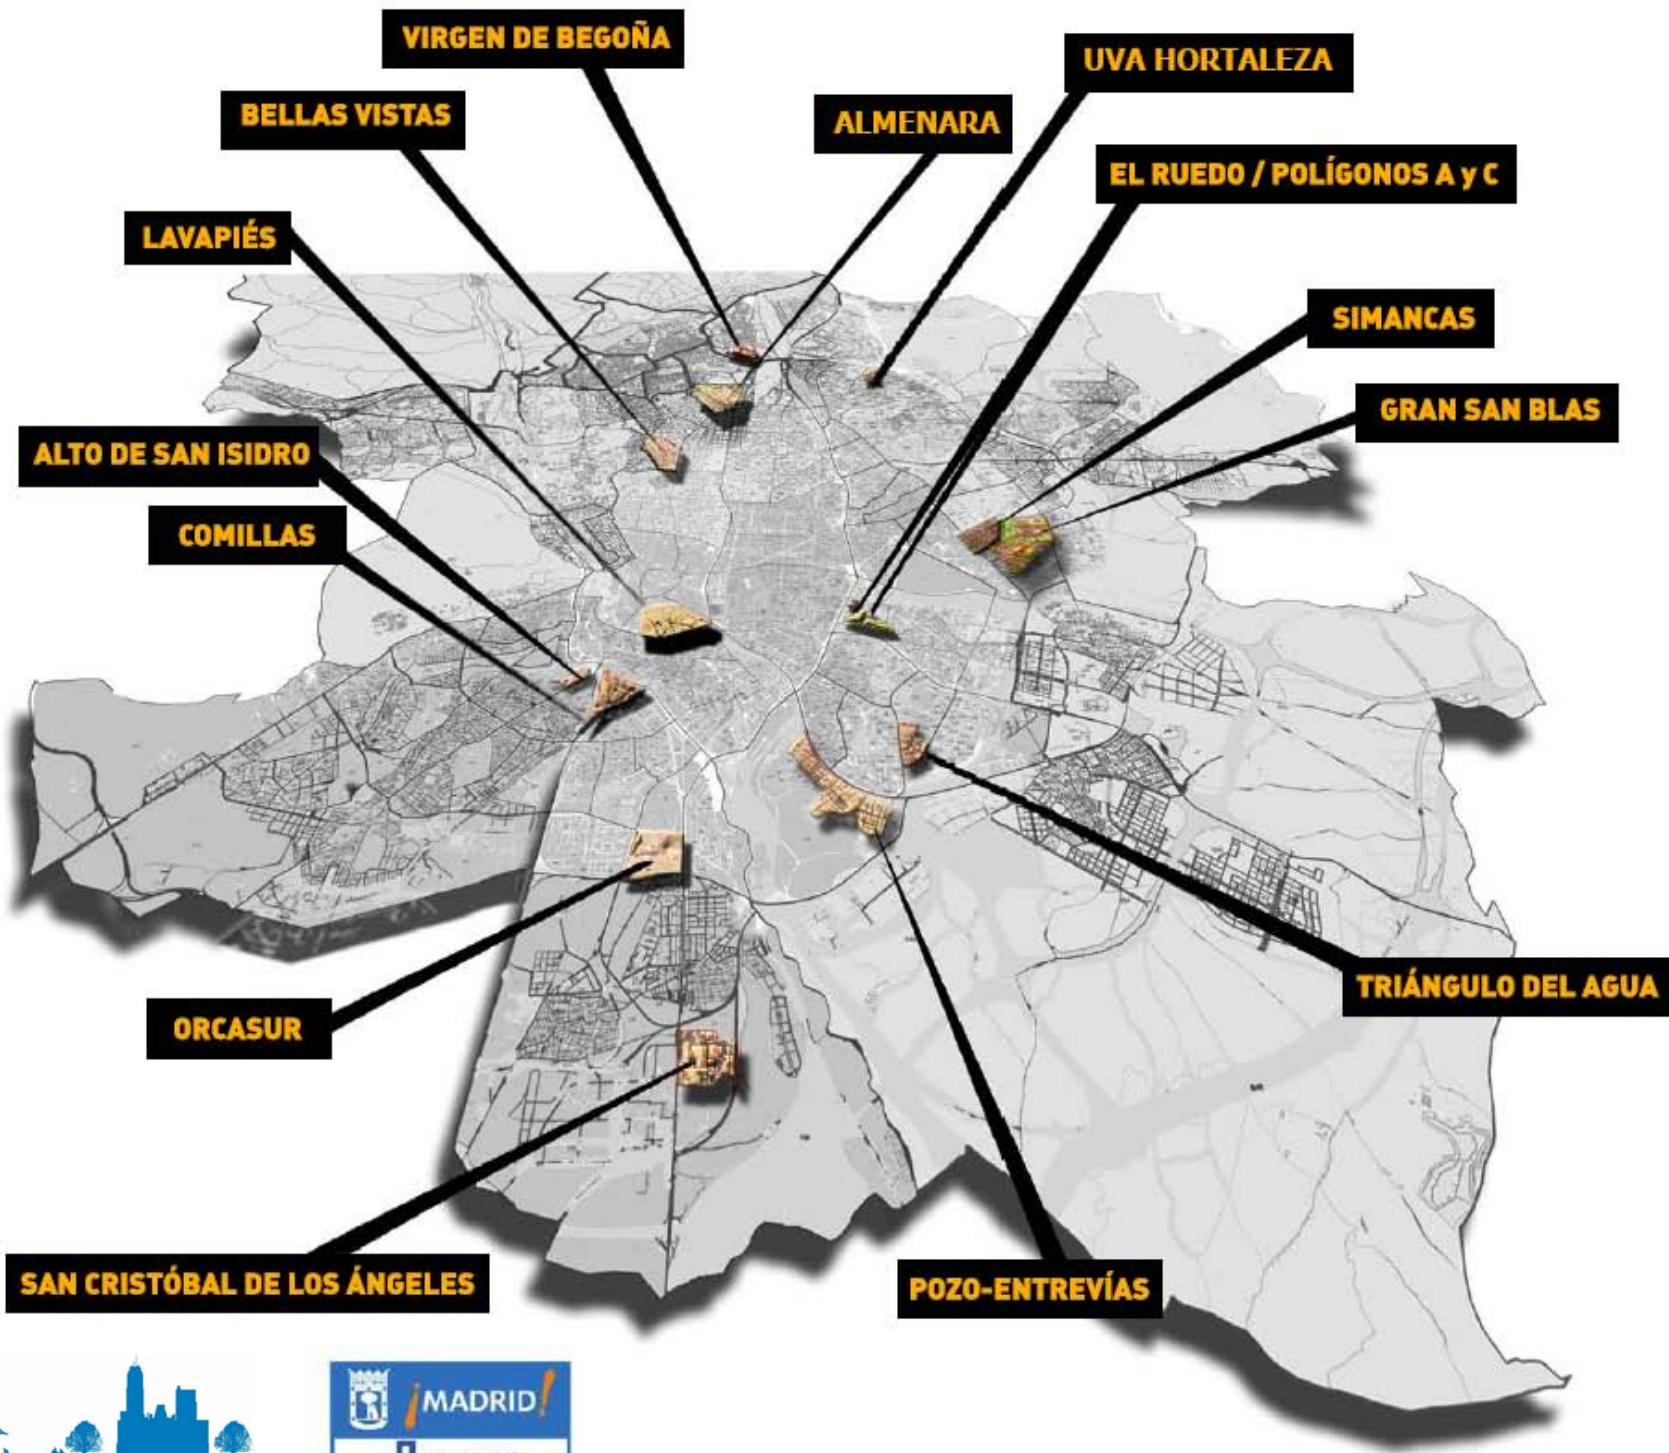 VIRGEN DE BEGOÑA
UVA HORTALEZA
BELLAS VISTAS
ALMENARA
EL RUEDO / POLÍGONOS A y C
LAVAPIÉS
SIMANCAS
GRAN SAN BLAS
ALTO DE SAN ISIDRO
COMILLAS
TRIÁNGULO DEL AGUA
ORCASUR
SAN CRISTÓBAL DE LOS ÁNGELES
POZO-ENTREVÍAS
¡MADRID!